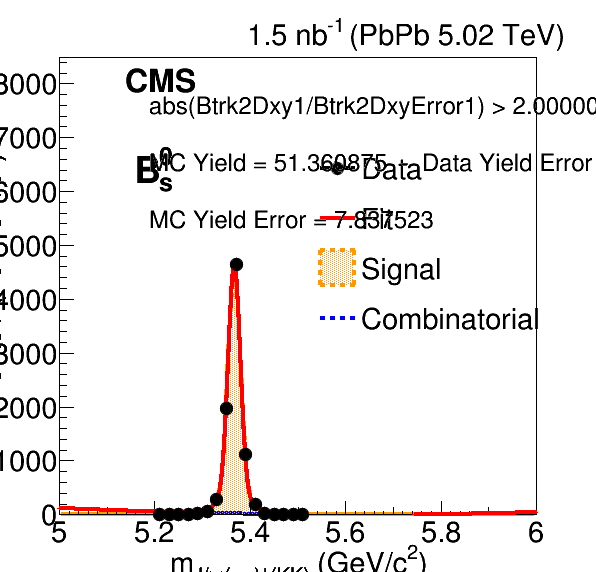 1.5 nb-1 (PbPb 5.02 TeV)
CMS
abs(Btrk2Dxy1/Btrk2DxyError1) > 2.00000
B0s
MC Yield = 51.360875 Data Yield Error
Data
MC Yield Error = 7.837523
Fit
Signal
Combinatorial
8000
7000
6000
5000
4000
3000
2000
1000
0
5 5.2 5.4 5.6 5.8 6
m (GeV/c2)